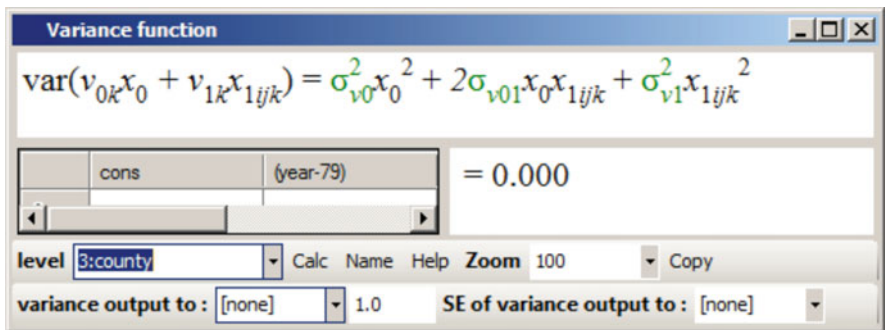 Variance function
var(v₀ₖx₀ + v₁ₖx₁ᵢⱼₖ) = σ²ᵥ₀x₀² + 2σᵥ₀₁x₀x₁ᵢⱼₖ + σ²ᵥ₁x₁ᵢⱼₖ²
cons (year-79) = 0.000
level 3:county Calc Name Help Zoom 100 Copy
variance output to : [none] 1.0 SE of variance output to : [none]